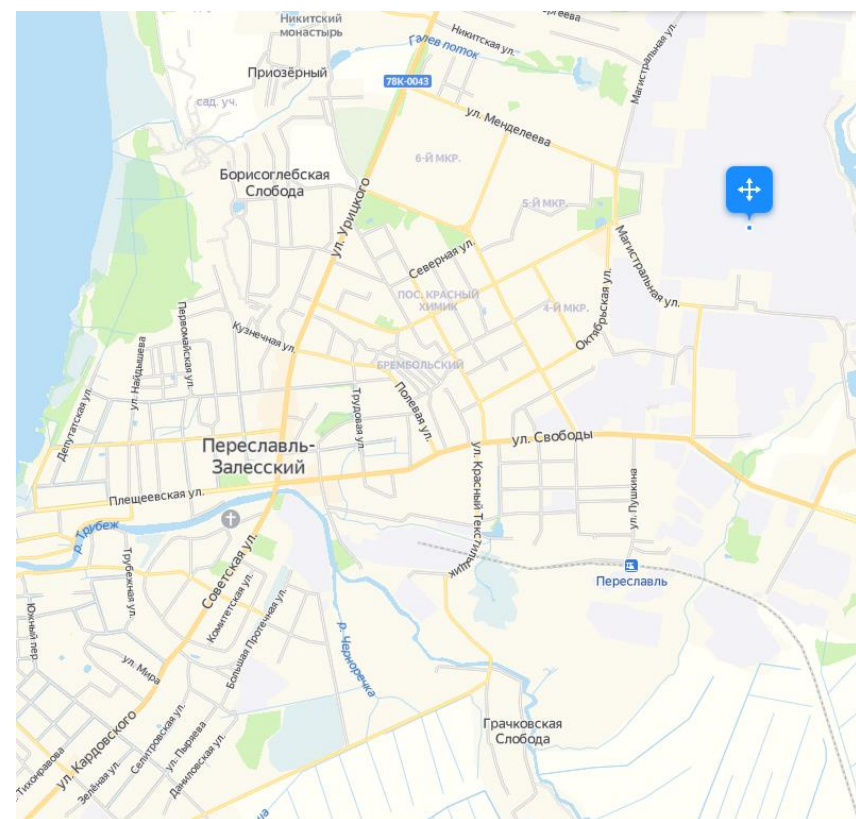 Никитский
монастырь
Никитская ул.
Галев поток
Магистральная ул.
Приозёрный
78К-0043
сад. уч.
ул. Менделеева
6-Й МКР.
Борисоглебская
Слобода
5-Й МКР.
ул. Урицкого
Северная ул.
Магистральная ул.
ПОС. КРАСНЫЙ
ХИМИК
4-Й МКР.
Октябрьская ул.
Первомайская ул.
Кузнечная ул.
ул. Найдышева
БРЕМБОЛЬСКИЙ
Депутатская ул.
Трудовая ул.
Полевая ул.
ул. Свободы
Переславль-
Залесский
ул. Красный Текстильщик
ул. Пушкина
Плещеевская ул.
р. Трубеж
Советская ул.
Трубежная ул.
Комитетская ул.
Переславль
Большая Протечная ул.
Южный пер
р. Черноречка
ул. Мира
Грачковская
Слобода
ул. Кардовского
Селитровская ул.
ул. Пыряева
Даниловская ул.
Зелёная ул.
Тихонравова